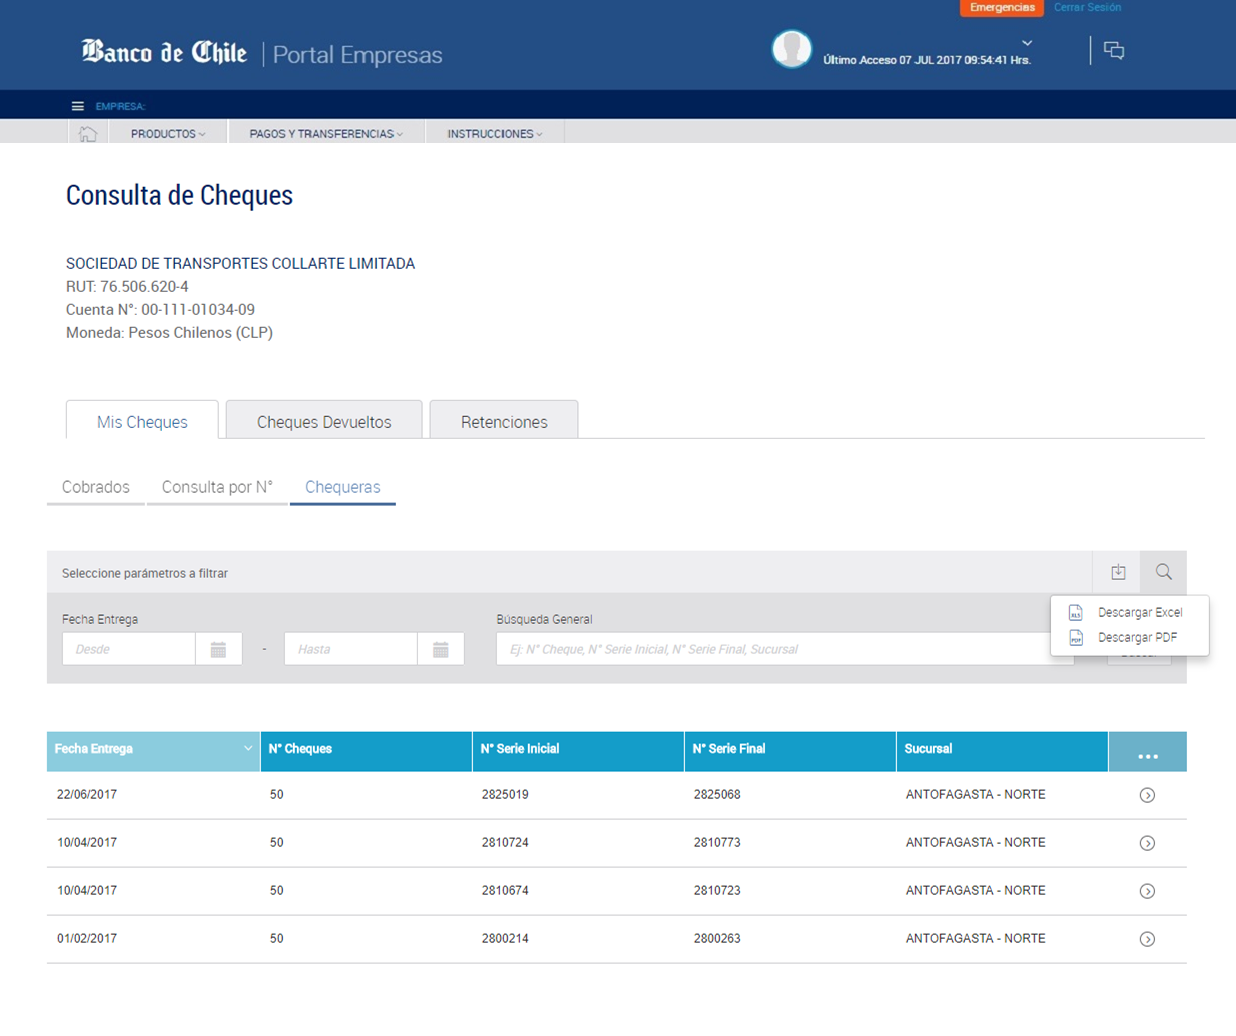 Emergencias Cerrar Sesión
Banco de Chile Portal Empresas
Último Acceso 07 JUL 2017 09:54:41 Hrs.
EMPRESA:
PRODUCTOS PAGOS Y TRANSFERENCIAS INSTRUCCIONES
Consulta de Cheques
SOCIEDAD DE TRANSPORTES COLLARTE LIMITADA
RUT: 76.506.620-4
Cuenta N°: 00-111-01034-09
Moneda: Pesos Chilenos (CLP)
Mis Cheques Cheques Devueltos Retenciones
Cobrados Consulta por N° Chequeras
Seleccione parámetros a filtrar
XLS Descargar Excel
PDF Descargar PDF
Fecha Entrega Búsqueda General
Desde - Hasta Ej: N° Cheque, N° Serie Inicial, N° Serie Final, Sucursal
Fecha Entrega N° Cheques N° Serie Inicial N° Serie Final Sucursal ...
22/06/2017 50 2825019 2825068 ANTOFAGASTA - NORTE
10/04/2017 50 2810724 2810773 ANTOFAGASTA - NORTE
10/04/2017 50 2810674 2810723 ANTOFAGASTA - NORTE
01/02/2017 50 2800214 2800263 ANTOFAGASTA - NORTE